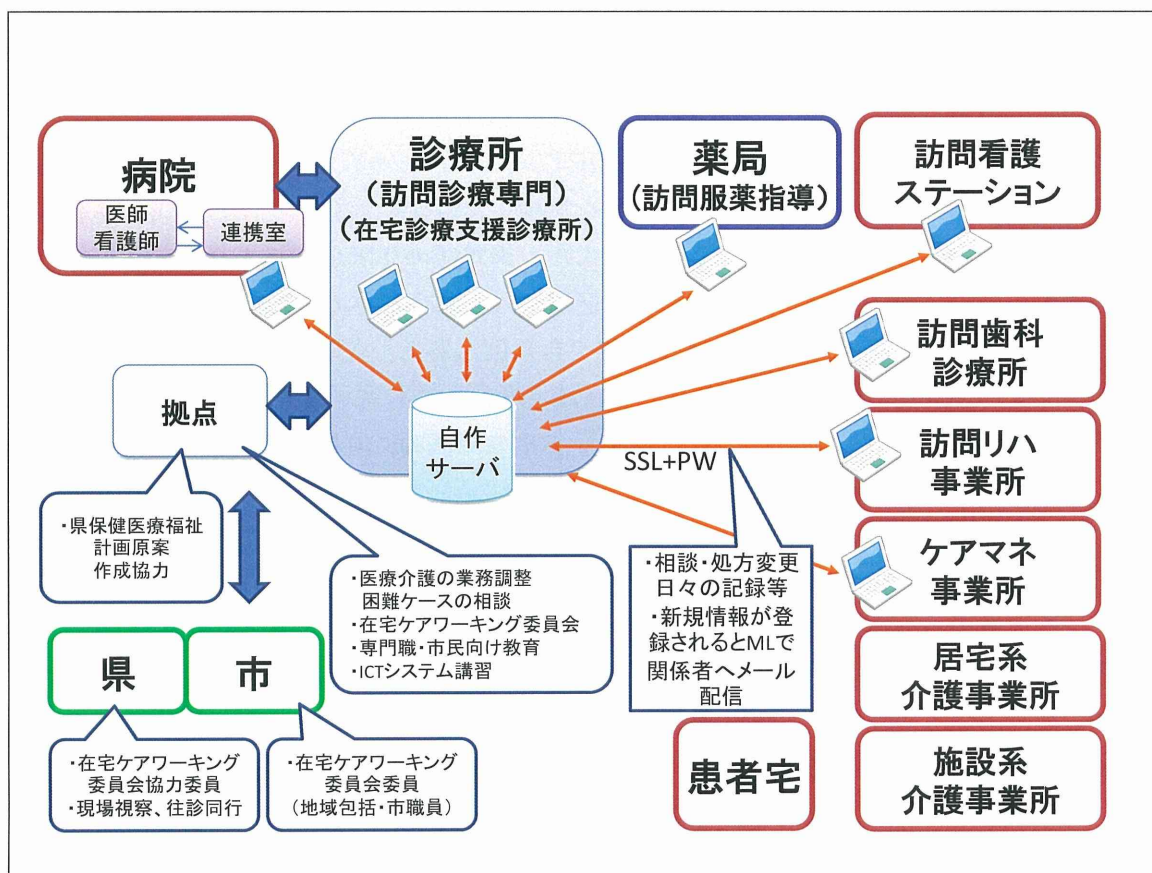 病院
医師
看護師
連携室
診療所
(訪問診療専門)
(在宅診療支援診療所)
薬局
(訪問服薬指導)
訪問看護
ステーション
訪問歯科
診療所
訪問リハ
事業所
ケアマネ
事業所
居宅系
介護事業所
施設系
介護事業所
患者宅
自作
サーバ
SSL+PW
・相談・処方変更
日々の記録等
・新規情報が登
録されるとMLで
関係者へメール
配信
拠点
・県保健医療福祉
計画原案
作成協力
・医療介護の業務調整
困難ケースの相談
・在宅ケアワーキング委員会
・専門職・市民向け教育
・ICTシステム講習
県
市
・在宅ケアワーキング
委員会協力委員
・現場視察、往診同行
・在宅ケアワーキング
委員会委員
(地域包括・市職員)